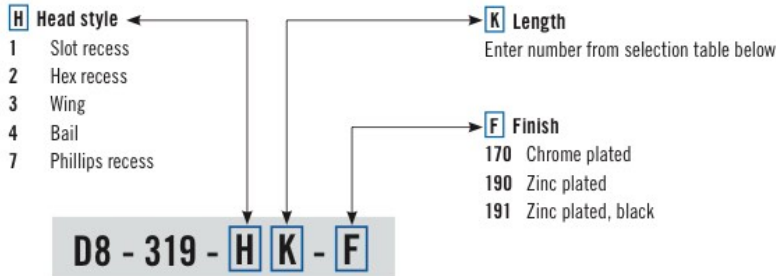 H Head style
1 Slot recess
2 Hex recess
3 Wing
4 Bail
7 Phillips recess
K Length
Enter number from selection table below
F Finish
170 Chrome plated
190 Zinc plated
191 Zinc plated, black
D8 - 319 - H K - F